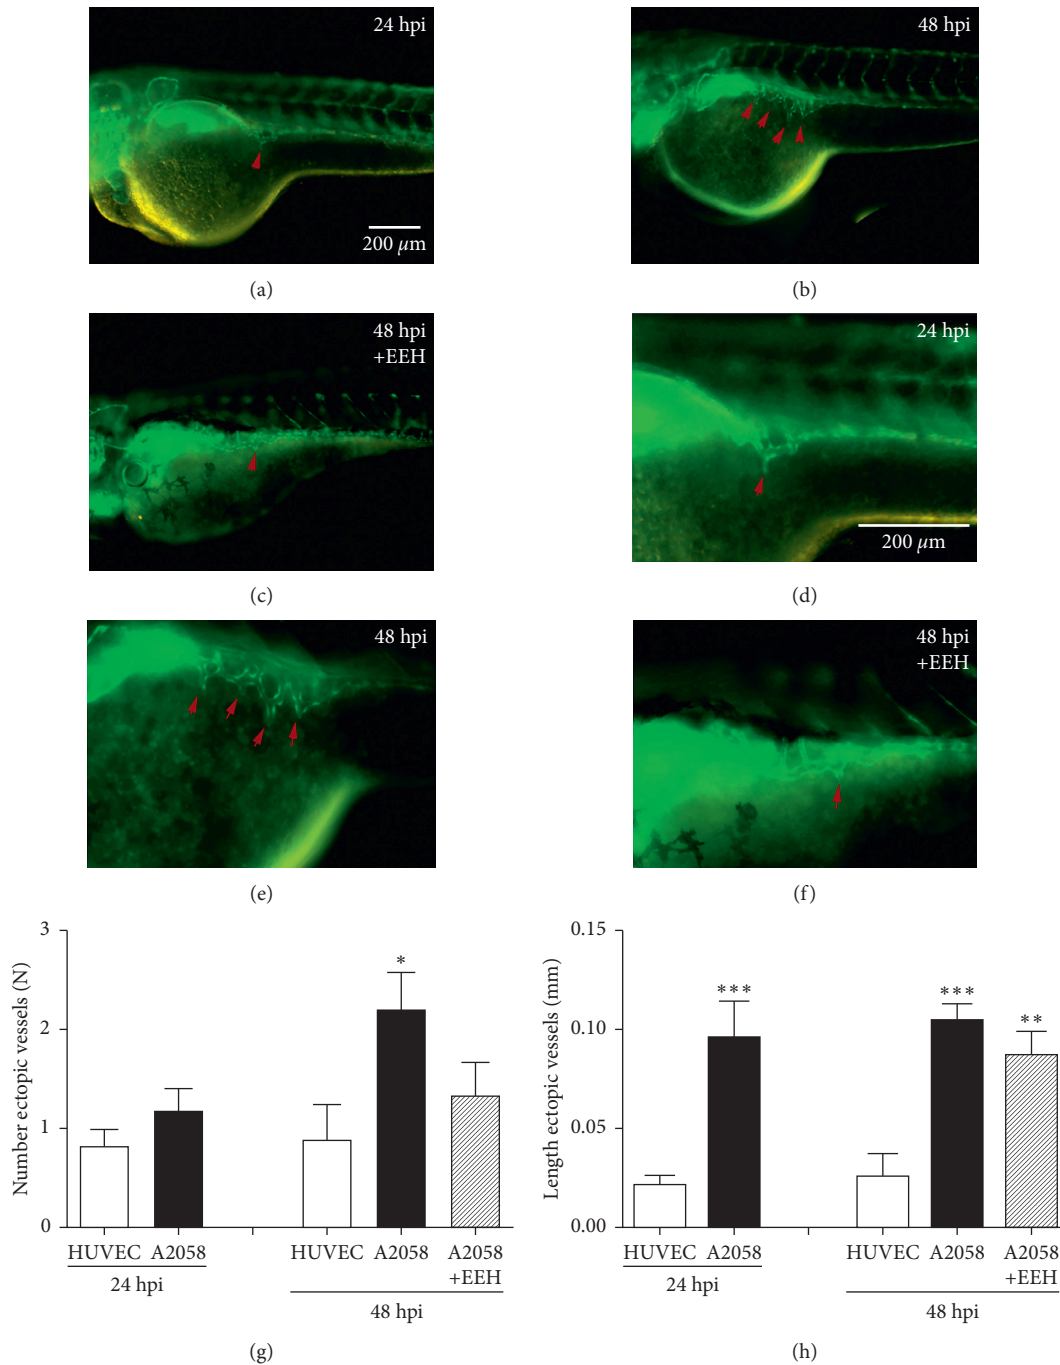 24 hpi
200 μm
(a)
48 hpi
(b)
48 hpi
+EEH
(c)
24 hpi
200 μm
(d)
48 hpi
(e)
48 hpi
+EEH
(f)
Number ectopic vessels (N)
3
2
1
0
*
HUVEC A2058
24 hpi
HUVEC A2058 A2058
+EEH
48 hpi
(g)
Length ectopic vessels (mm)
0.15
0.10
0.05
0.00
***
***
**
HUVEC A2058
24 hpi
HUVEC A2058 A2058
+EEH
48 hpi
(h)